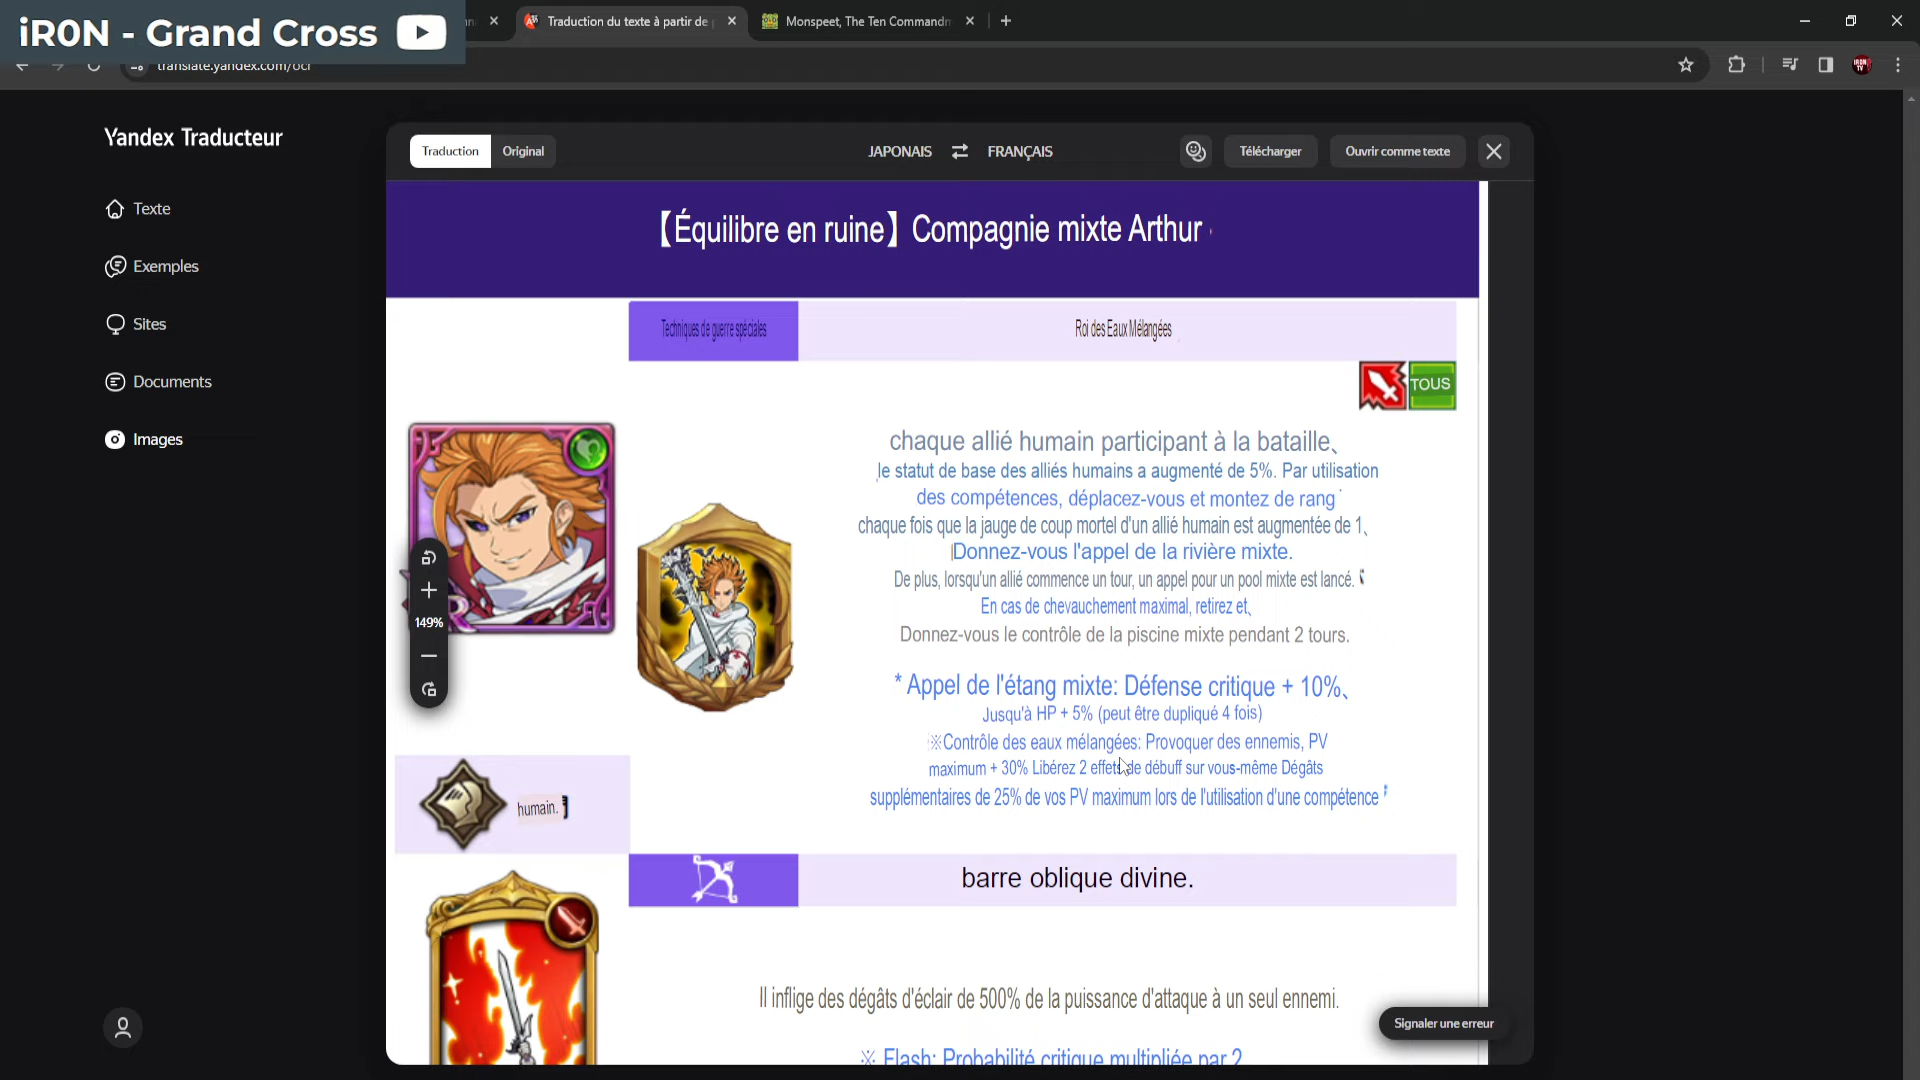 iR0N - Grand Cross
Traduction du texte à partir de
Monspeet, The Ten Commandm
translate.yandex.com/ocr
Yandex Traducteur
Texte
Exemples
Sites
Documents
Images
Traduction
Original
JAPONAIS
FRANÇAIS
Télécharger
Ouvrir comme texte
【Équilibre en ruine】Compagnie mixte Arthur
Techniques de guerre spéciales
Roi des Eaux Mélangées
TOUS
chaque allié humain participant à la bataille、
le statut de base des alliés humains a augmenté de 5%. Par utilisation
des compétences, déplacez-vous et montez de rang
chaque fois que la jauge de coup mortel d'un allié humain est augmentée de 1、
Donnez-vous l'appel de la rivière mixte.
De plus, lorsqu'un allié commence un tour, un appel pour un pool mixte est lancé.
En cas de chevauchement maximal, retirez et、
Donnez-vous le contrôle de la piscine mixte pendant 2 tours.
* Appel de l'étang mixte: Défense critique + 10%、
Jusqu'à HP + 5% (peut être dupliqué 4 fois)
※Contrôle des eaux mélangées: Provoquer des ennemis, PV
maximum + 30% Libérez 2 effets de débuff sur vous-même Dégâts
supplémentaires de 25% de vos PV maximum lors de l'utilisation d'une compétence
149%
R
humain.
barre oblique divine.
Il inflige des dégâts d'éclair de 500% de la puissance d'attaque à un seul ennemi.
※ Flash: Probabilité critique multipliée par 2
Signaler une erreur